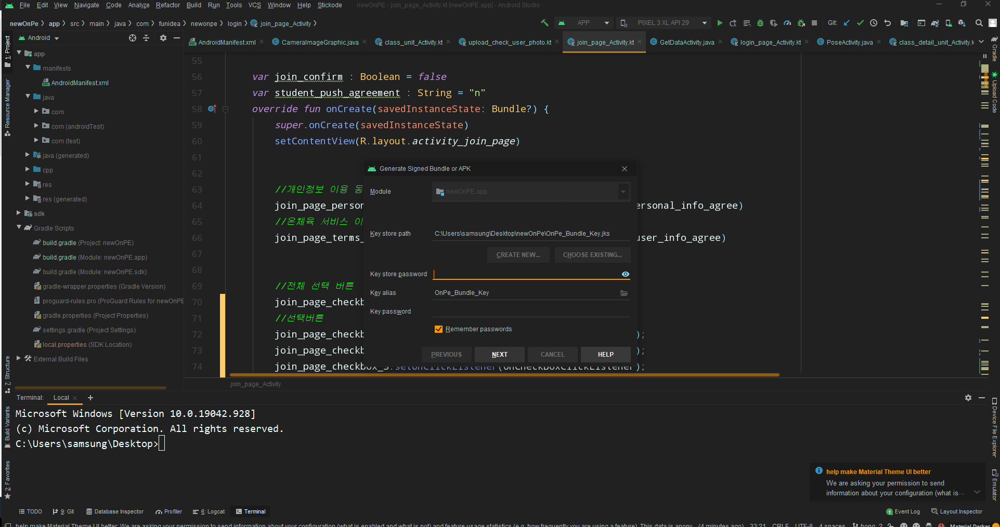 File Edit View Navigate Code Analyze Refactor Build Run Tools VCS Window Help Stickode newOnPE - join_page_Activity.kt [newOnPE.app] - Android Studio
newOnPe app src main java com funidea newonpe login join_page_Activity APP PIXEL 3 XL API 29 Git:
Android
AndroidManifest.xml CameraImageGraphic.java class_unit_Activity.kt upload_check_user_photo.kt join_page_Activity.kt GetDataActivity.java login_page_Activity.kt PoseActivity.java class_detail_unit_Activity.k
1: Project
Resource Manager
7: Structure
Build Variants
2: Favorites
app
manifests
AndroidManifest.xml
java
com
com (androidTest)
com (test)
java (generated)
cpp
res
res (generated)
sdk
Gradle Scripts
build.gradle (Project: newOnPE)
build.gradle (Module: newOnPE.app)
build.gradle (Module: newOnPE.sdk)
gradle-wrapper.properties (Gradle Version)
proguard-rules.pro (ProGuard Rules for newOnPE
gradle.properties (Project Properties)
settings.gradle (Project Settings)
local.properties (SDK Location)
External Build Files
55
56 var join_confirm : Boolean = false
57 var student_push_agreement : String = "n"
58 override fun onCreate(savedInstanceState: Bundle?) {
59 super.onCreate(savedInstanceState)
60 setContentView(R.layout.activity_join_page)
61
62
63 //개인정보 이용 동
64 join_page_person ersonal_info_agree)
65 //온체육 서비스 이
66 join_page_terms_ user_info_agree)
67
68
69 //전체 선택 버튼
70 join_page_checkb
71 //선택버튼
72 join_page_checkb );
73 join_page_checkb );
74 join_page_checkbox_3.setOnClickListener(onCheckBoxClickListener);
Generate Signed Bundle or APK
Module newOnPE.app
Key store path C:\Users\samsung\Desktop\newOnPe\OnPe_Bundle_Key.jks
CREATE NEW... CHOOSE EXISTING...
Key store password
Key alias OnPe_Bundle_Key
Key password
Remember passwords
PREVIOUS NEXT CANCEL HELP
join_page_Activity
Gradle
Upload Code
Device File Explorer
Emulator
Terminal: Local
Microsoft Windows [Version 10.0.19042.928]
(c) Microsoft Corporation. All rights reserved.
C:\Users\samsung\Desktop>
help make Material Theme UI better
We are asking your permission to send
information about your configuration (what is...
TODO 9: Git Database Inspector Profiler 6: Logcat Terminal 1 Event Log Layout Inspector
help make Material Theme UI better: We are asking your permission to send information about your configuration (what is enabled and what is not) and feature usage statistics (e.g. how frequently you are using a feature). This data is anony... (4 minutes ago) 33:21 CRLF UTF-8 4 spaces hong_2 Material Darker